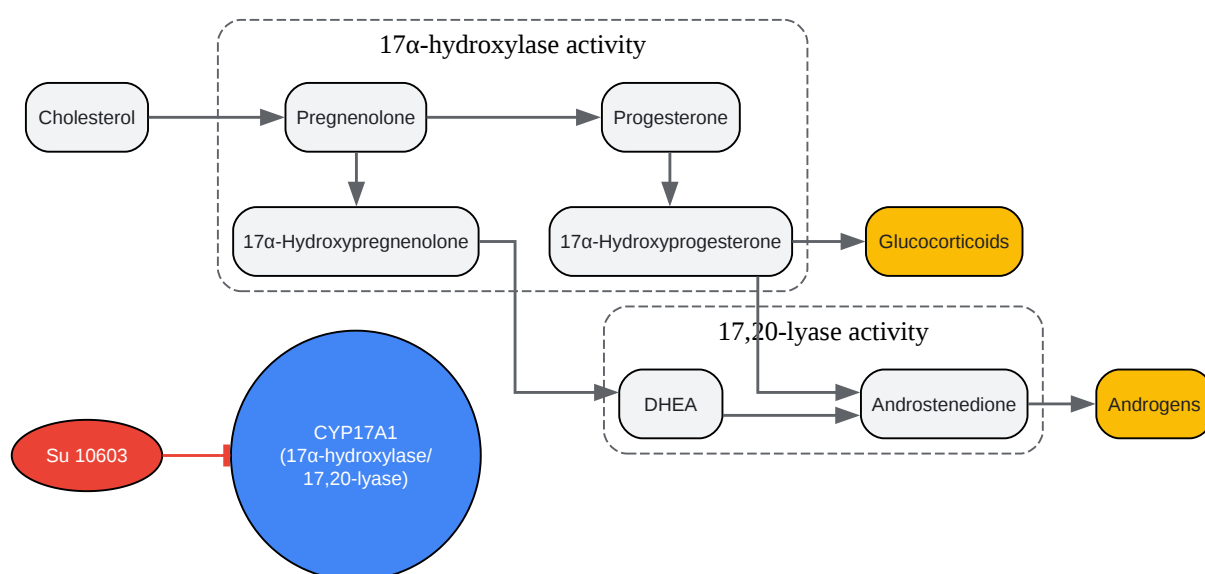 17α-hydroxylase activity
Cholesterol
Pregnenolone
Progesterone
17α-Hydroxypregnenolone
17α-Hydroxyprogesterone
Glucocorticoids
17,20-lyase activity
DHEA
Androstenedione
Androgens
Su 10603
CYP17A1
(17α-hydroxylase/
17,20-lyase)